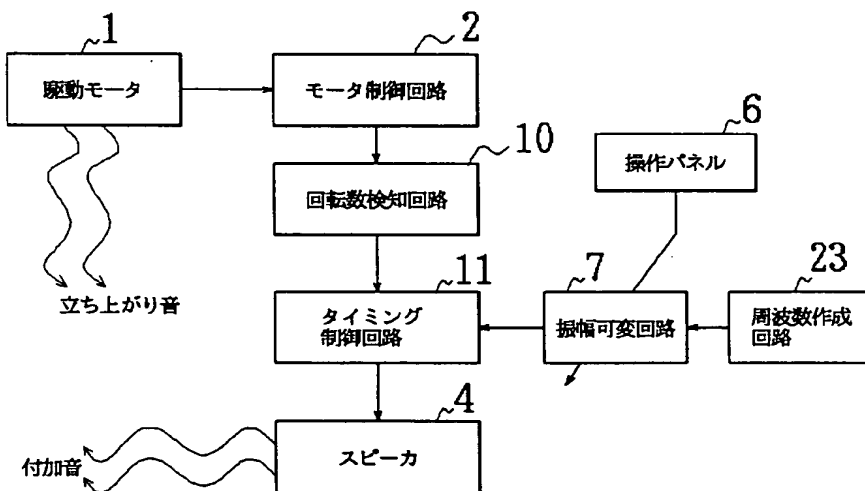 1
駆動モータ
2
モータ制御回路
10
回転数検知回路
6
操作パネル
立ち上がり音
11
タイミング
制御回路
7
振幅可変回路
23
周波数作成
回路
4
スピーカ
付加音